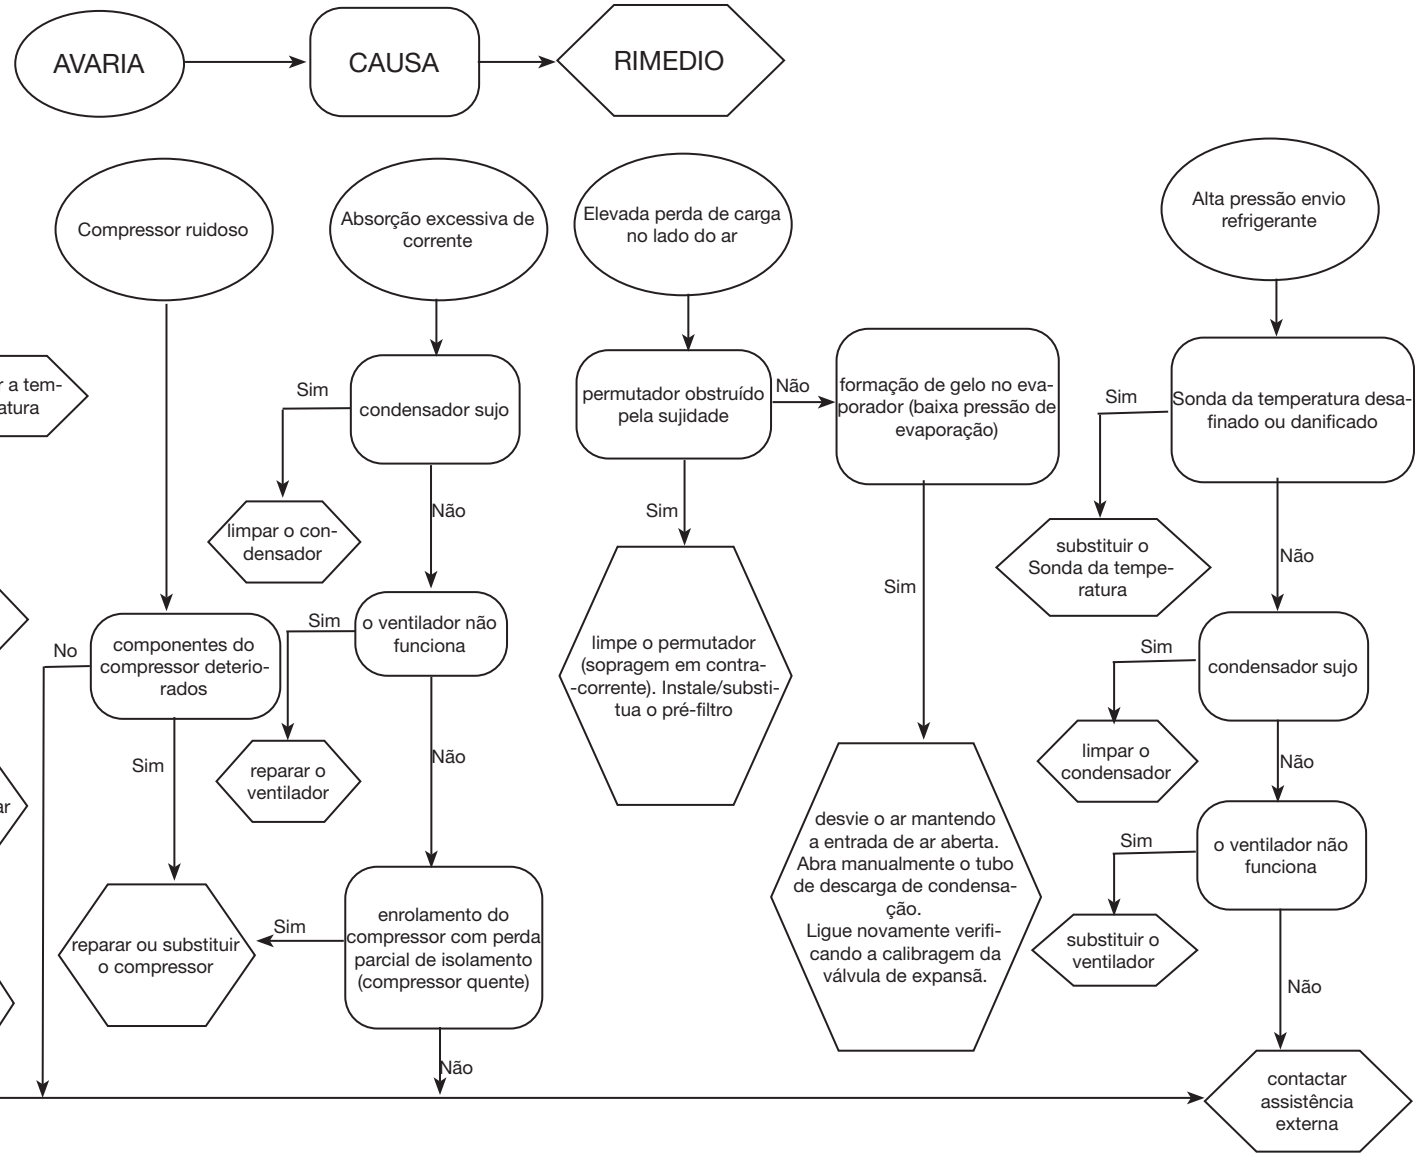 AVARIA
CAUSA
RIMEDIO
Compressor ruidoso
Absorção excessiva de
corrente
Elevada perda de carga
no lado do ar
Alta pressão envio
refrigerante
r a tem-
atura
Sim
condensador sujo
permutador obstruído
pela sujidade
Não
formação de gelo no eva-
porador (baixa pressão de
evaporação)
Sim
Sonda da temperatura desa-
finado ou danificado
limpar o con-
densador
Não
Sim
Sim
substituir o
Sonda da tempe-
ratura
Não
No
componentes do
compressor deterio-
rados
Sim
o ventilador não
funciona
limpe o permutador
(sopragem em contra-
-corrente). Instale/substi-
tua o pré-filtro
Sim
condensador sujo
Sim
reparar o
ventilador
Não
limpar o
condensador
Não
ar
desvie o ar mantendo
a entrada de ar aberta.
Abra manualmente o tubo
de descarga de condensa-
ção.
Ligue novamente verifi-
cando a calibragem da
válvula de expansã.
Sim
o ventilador não
funciona
reparar ou substituir
o compressor
Sim
enrolamento do
compressor com perda
parcial de isolamento
(compressor quente)
substituir o
ventilador
Não
Não
contactar
assistência
externa